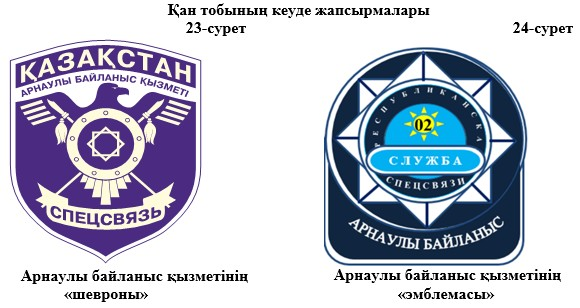 Қан тобының кеуде жапсырмалары
23-сурет
24-сурет
ҚАЗАҚСТАН
АРНАУЛЫ БАЙЛАНЫС ҚЫЗМЕТІ
СПЕЦСВЯЗЬ
РЕСПУБЛИКАНСКА
02
СЛУЖБА
СПЕЦСВЯЗИ
АРНАУЛЫ БАЙЛАНЫС
Арнаулы байланыс қызметінің
«шевроны»
Арнаулы байланыс қызметінің
«эмблемасы»